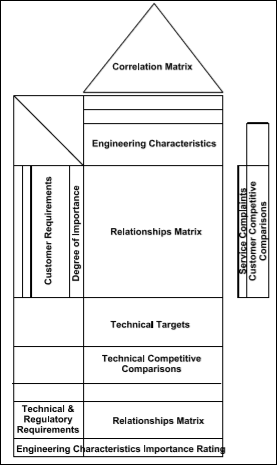 Correlation Matrix
Engineering Characteristics
Customer Requirements
Degree of Importance
Relationships Matrix
Service Complaints
Customer Competitive
Comparisons
Technical Targets
Technical Competitive
Comparisons
Technical &
Regulatory
Requirements
Relationships Matrix
Engineering Characteristics Importance Rating